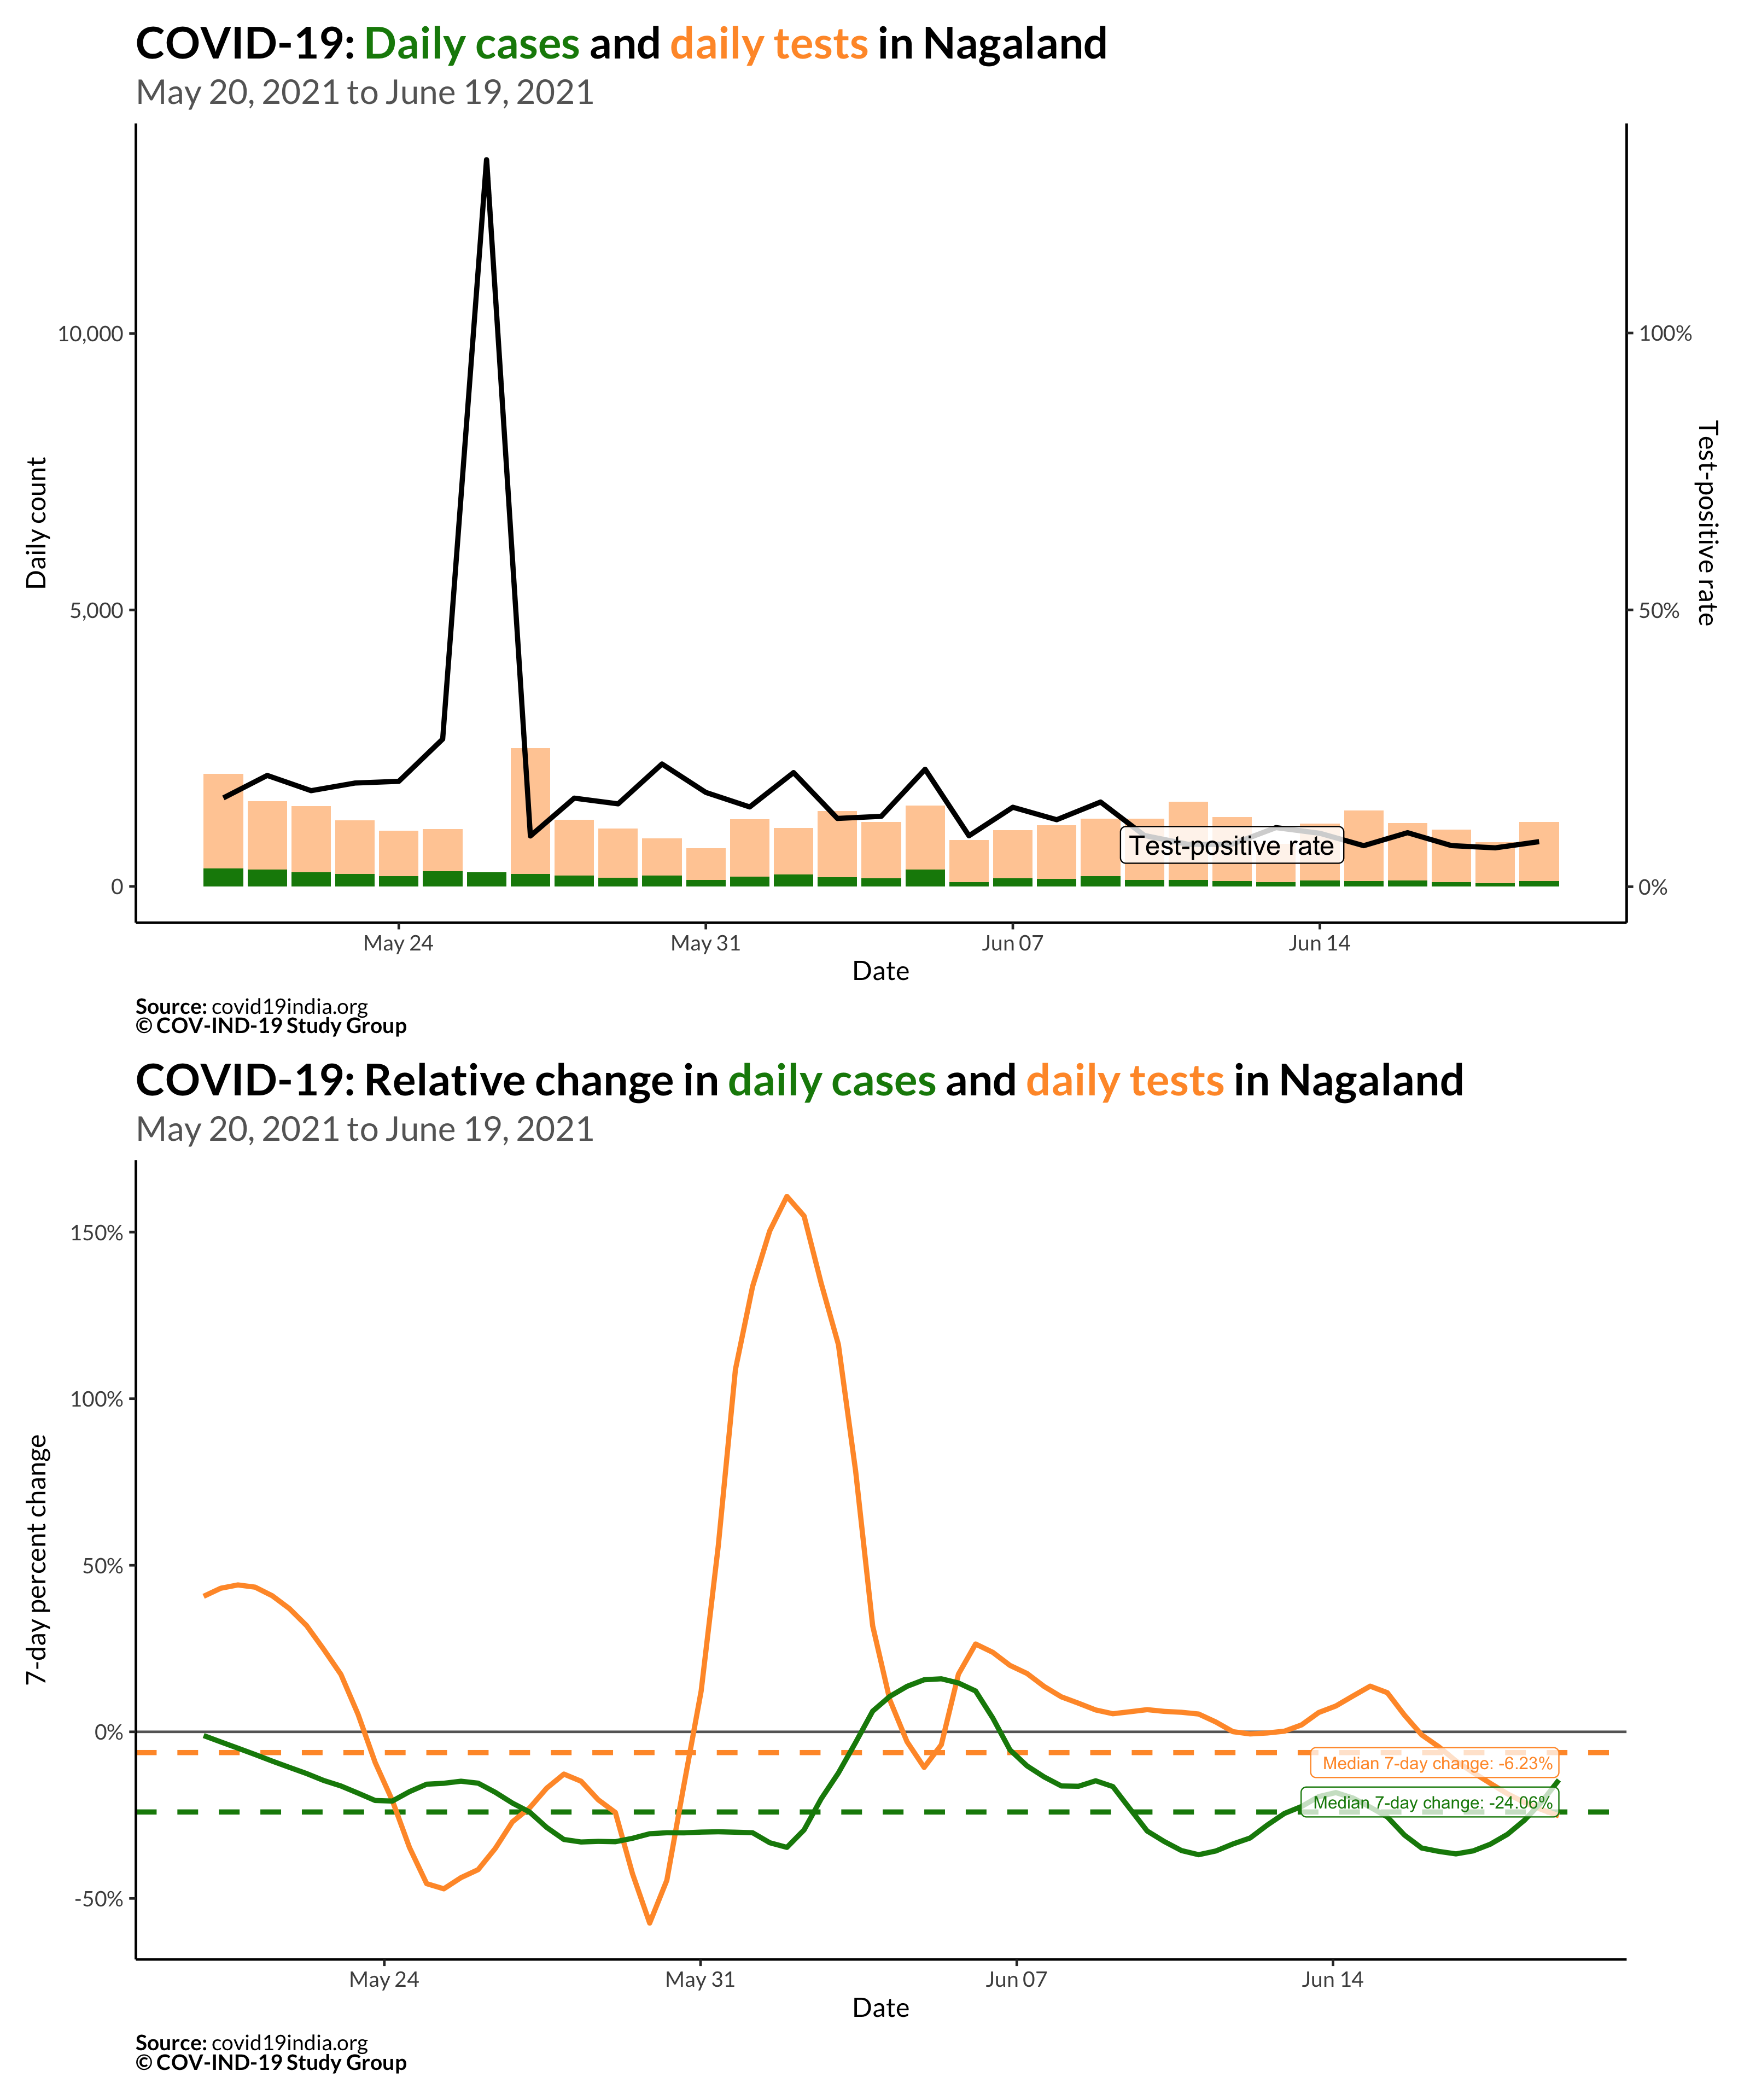 COVID-19: Daily cases and daily tests in Nagaland
May 20, 2021 to June 19, 2021
Daily count
10,000
5,000
0
100%
50%
0%
Test-positive rate
Test-positive rate
May 24
May 31
Jun 07
Jun 14
Date
Source: covid19india.org
© COV-IND-19 Study Group
COVID-19: Relative change in daily cases and daily tests in Nagaland
May 20, 2021 to June 19, 2021
7-day percent change
150%
100%
50%
0%
-50%
Median 7-day change: -6.23%
Median 7-day change: -24.06%
May 24
May 31
Jun 07
Jun 14
Date
Source: covid19india.org
© COV-IND-19 Study Group